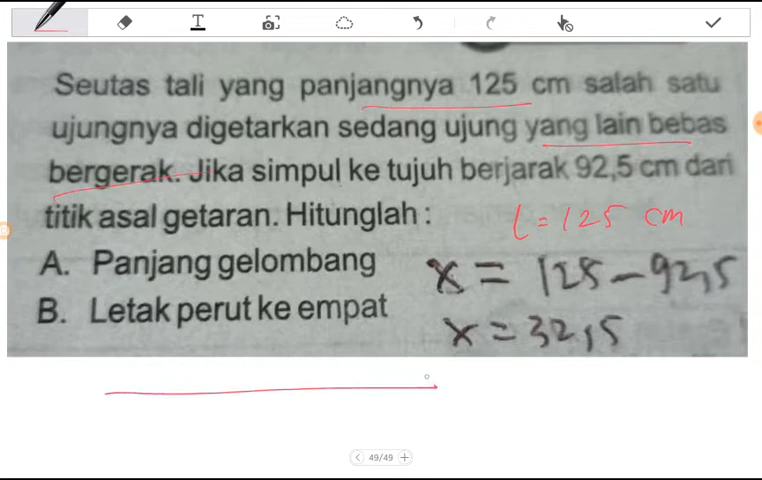 T
Seutas tali yang panjangnya 125 cm salah satu
ujungnya digetarkan sedang ujung yang lain bebas
bergerak. Jika simpul ke tujuh berjarak 92,5 cm dari
titik asal getaran. Hitunglah :
l = 125 cm
A. Panjang gelombang
x = 125 - 92,5
B. Letak perut ke empat
x = 32,5
49/49